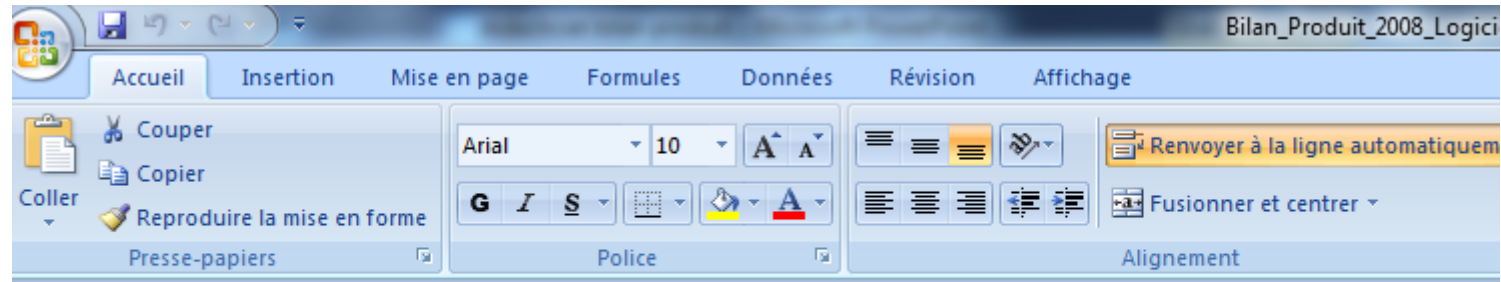 Bilan_Produit_2008_Logici
Accueil Insertion Mise en page Formules Données Révision Affichage
Couper
Copier
Coller
Reproduire la mise en forme
Presse-papiers
Arial 10 A A
G I S A
Police
Renvoyer à la ligne automatiquem
Fusionner et centrer
Alignement